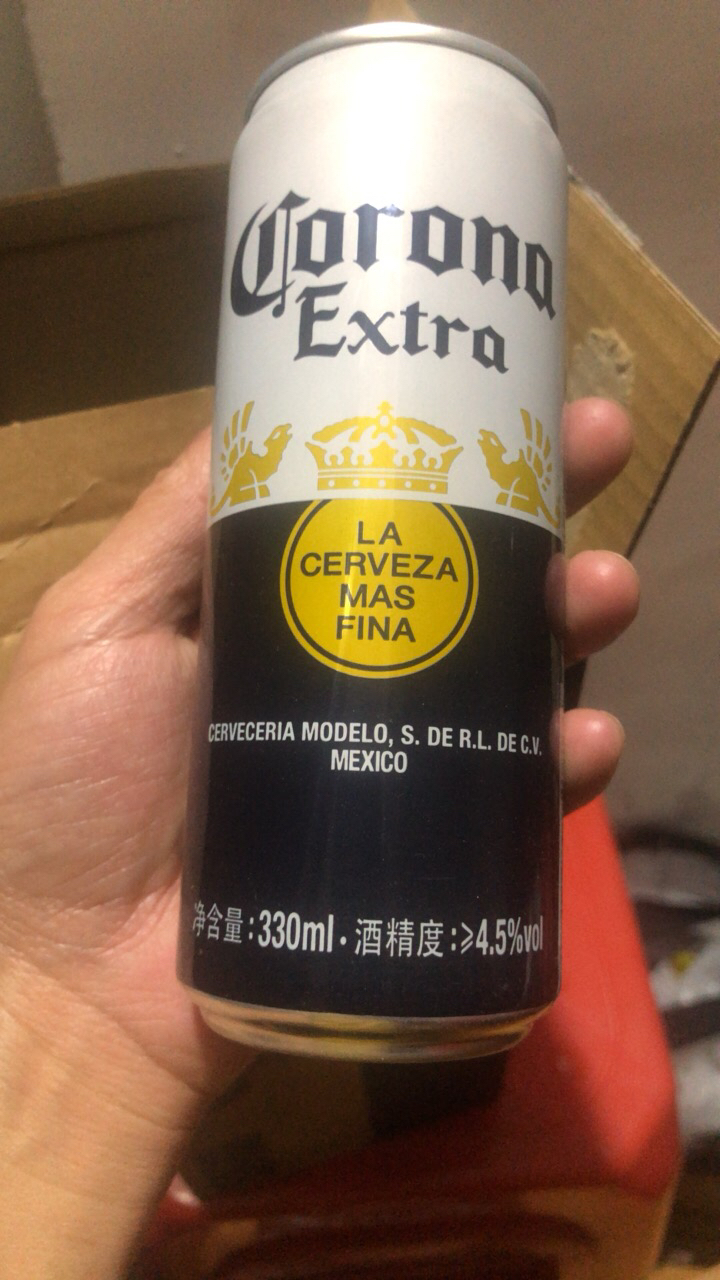 Corona
Extra
LA
CERVEZA
MAS
FINA
CERVECERIA MODELO, S. DE R.L. DE C.V.
MEXICO
净含量:330ml·酒精度:≥4.5%vol